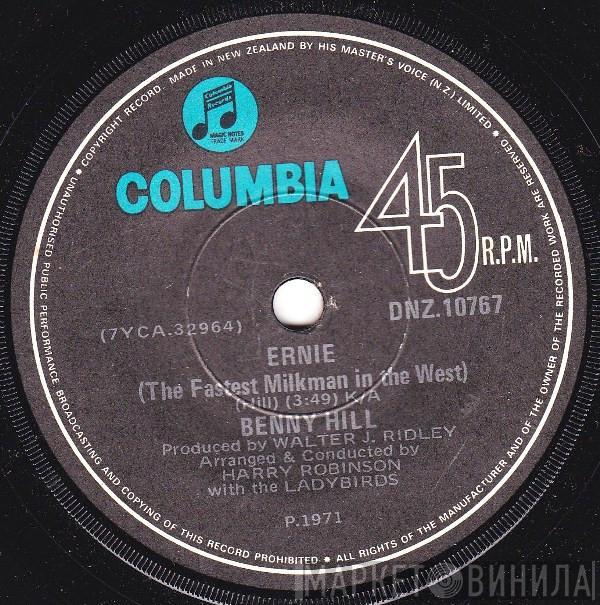 • COPYRIGHT RECORD. MADE IN NEW ZEALAND BY HIS MASTER'S VOICE (N.Z.) LIMITED •
UNAUTHORISED PUBLIC PERFORMANCE, BROADCASTING AND COPYING OF THIS RECORD PROHIBITED •
• ALL RIGHTS OF THE MANUFACTURER AND OF THE OWNER OF THE RECORDED WORK ARE RESERVED
Columbia
Records
MAGIC NOTES
TRADE MARK
COLUMBIA
45 R.P.M.
DNZ.10767
(7YCA.32964)
ERNIE
(The Fastest Milkman in the West)
(Hill) (3:49) K/A
BENNY HILL
Produced by WALTER J. RIDLEY
Arranged & Conducted by
HARRY ROBINSON
with the LADYBIRDS
P.1971
МАРКЕТ ВИНИЛА